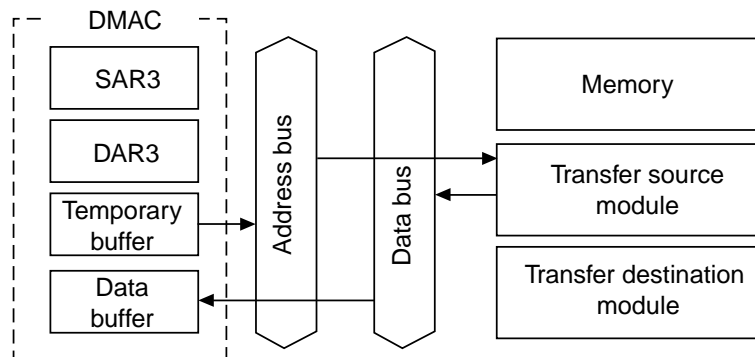 DMAC
SAR3
DAR3
Temporary
buffer
Data
buffer
Address bus
Data bus
Memory
Transfer source
module
Transfer destination
module